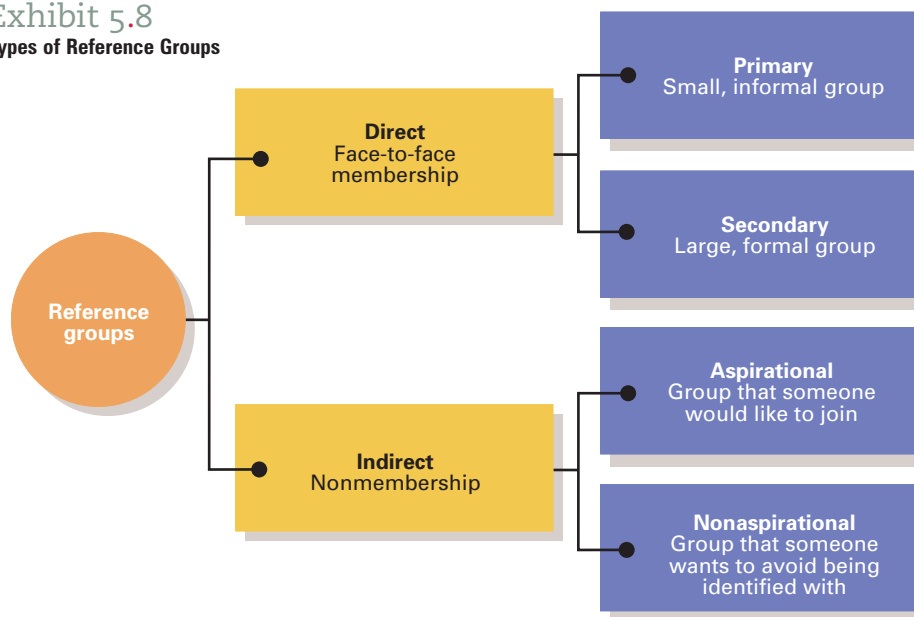 Exhibit 5.8
ypes of Reference Groups
Reference
groups
Direct
Face-to-face
membership
Primary
Small, informal group
Secondary
Large, formal group
Indirect
Nonmembership
Aspirational
Group that someone
would like to join
Nonaspirational
Group that someone
wants to avoid being
identified with